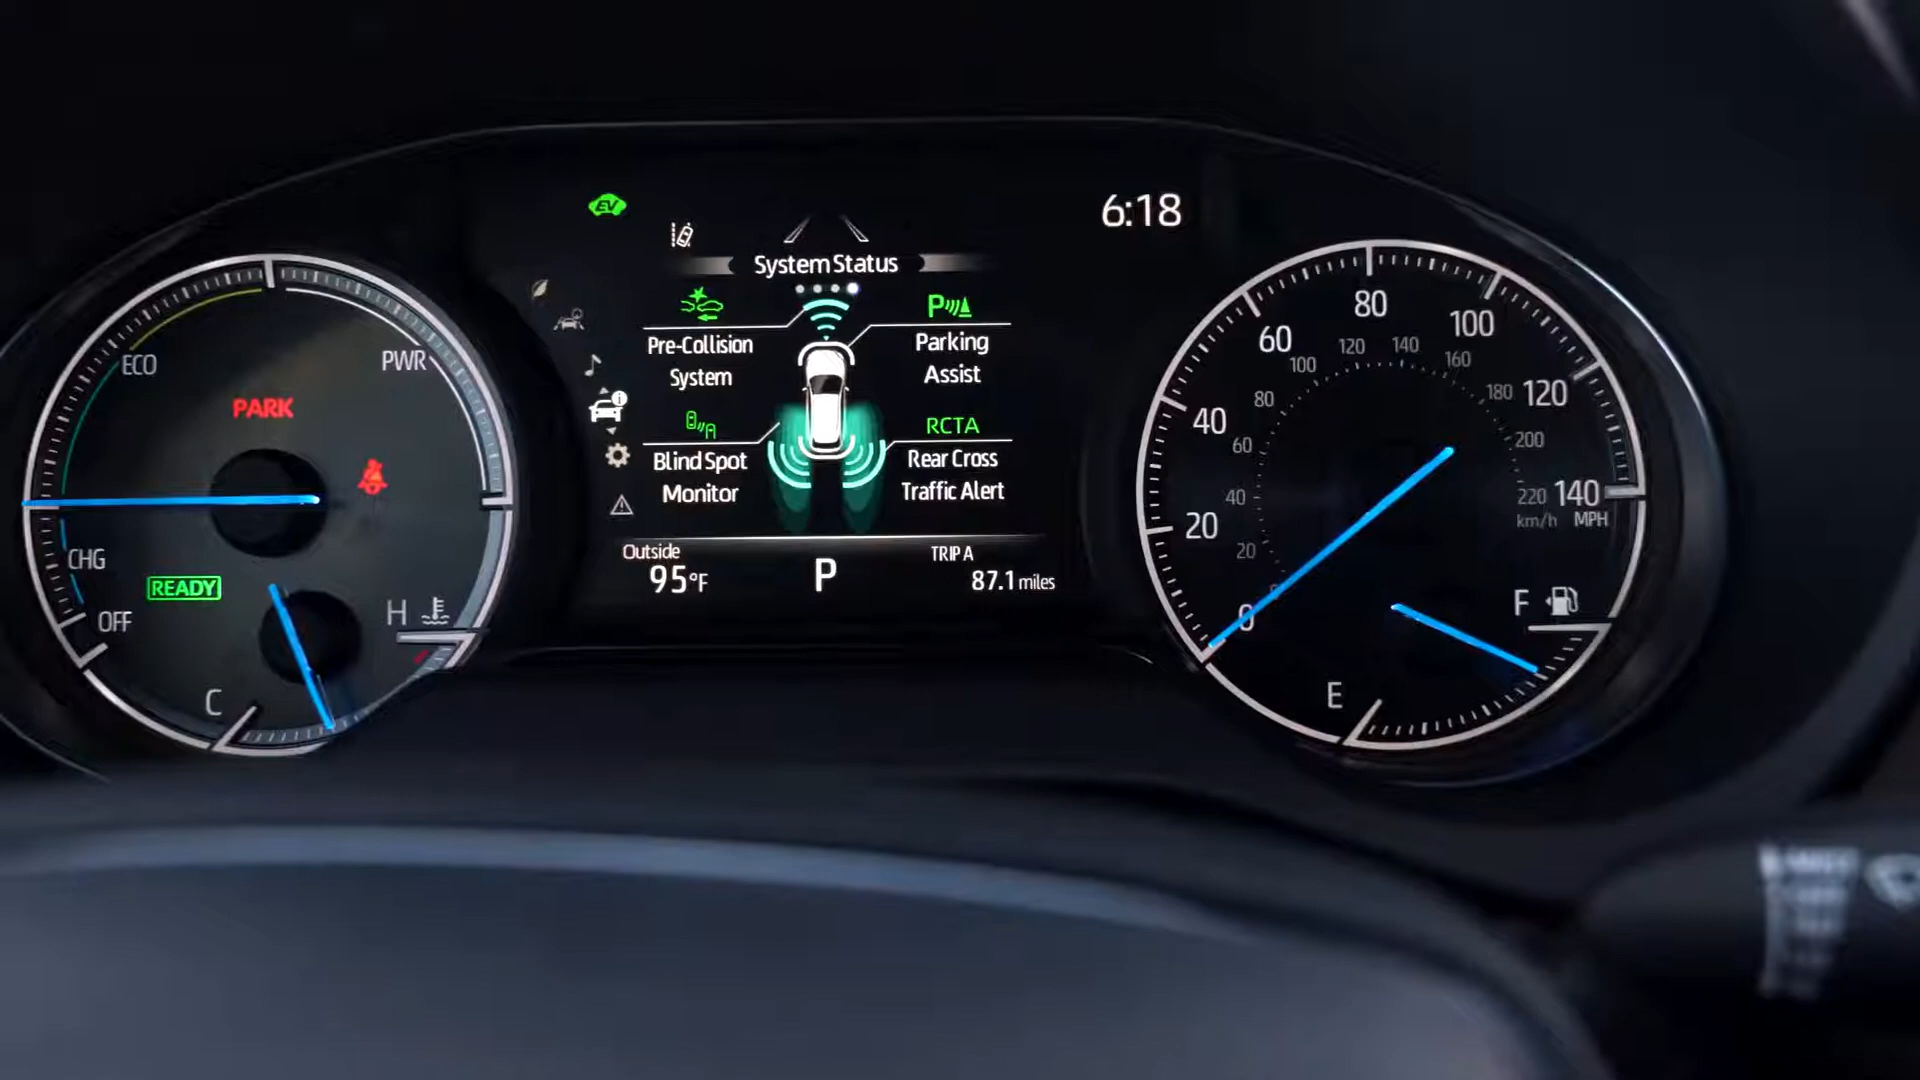 EV
6:18
System Status
P
Pre-Collision
System
Parking
Assist
RCTA
Blind Spot
Monitor
Rear Cross
Traffic Alert
Outside
95°F
P
TRIP A
87.1 miles
ECO
PWR
PARK
CHG
READY
OFF
H
C
0
20
40
60
80
100
120
140
MPH
20
40
60
80
100
120
140
160
180
200
220
km/h
F
E